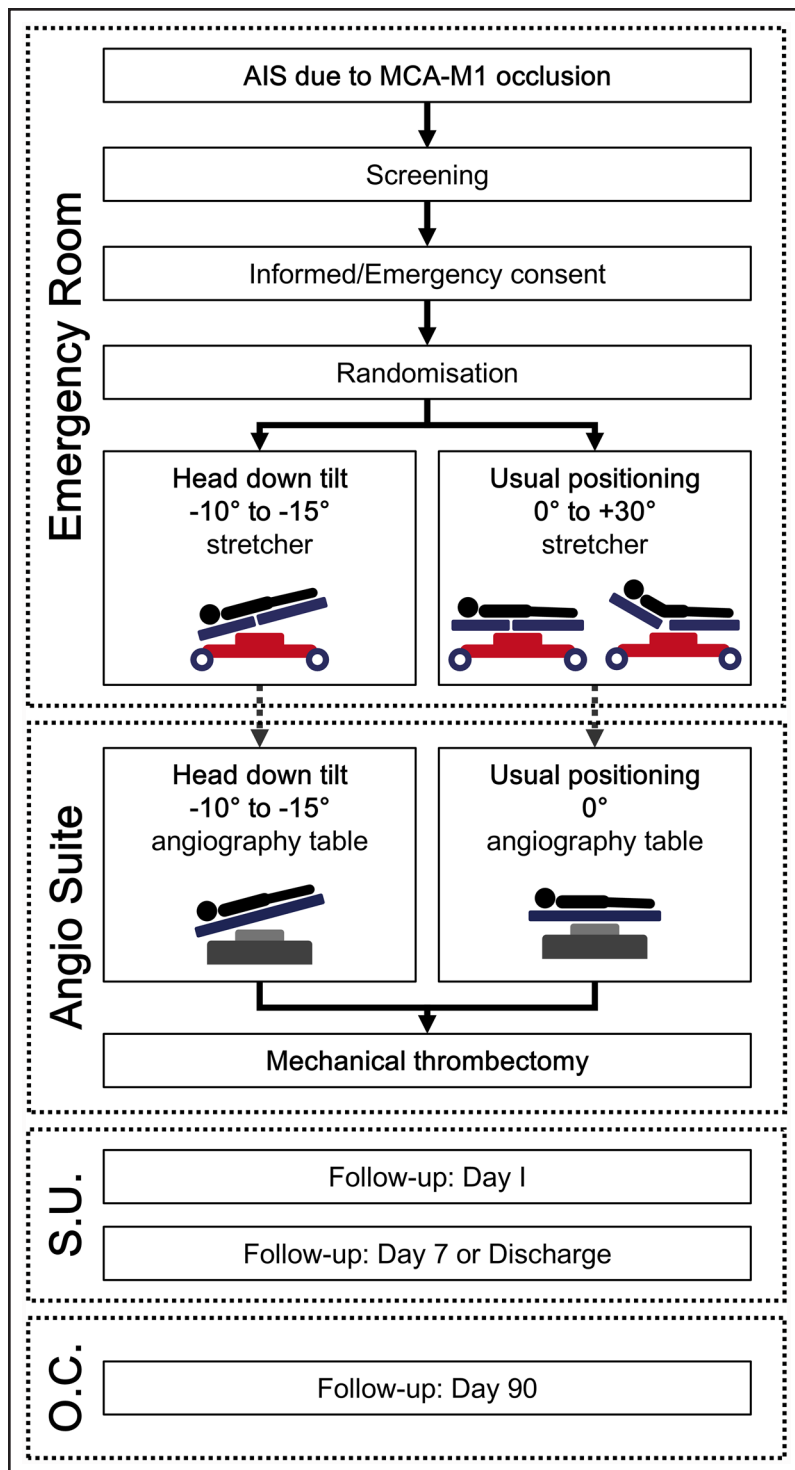 Emergency Room
AIS due to MCA-M1 occlusion
Screening
Informed/Emergency consent
Randomisation
Head down tilt
-10° to -15°
stretcher
Usual positioning
0° to +30°
stretcher
Angio Suite
Head down tilt
-10° to -15°
angiography table
Usual positioning
0°
angiography table
Mechanical thrombectomy
S.U.
Follow-up: Day I
Follow-up: Day 7 or Discharge
O.C.
Follow-up: Day 90